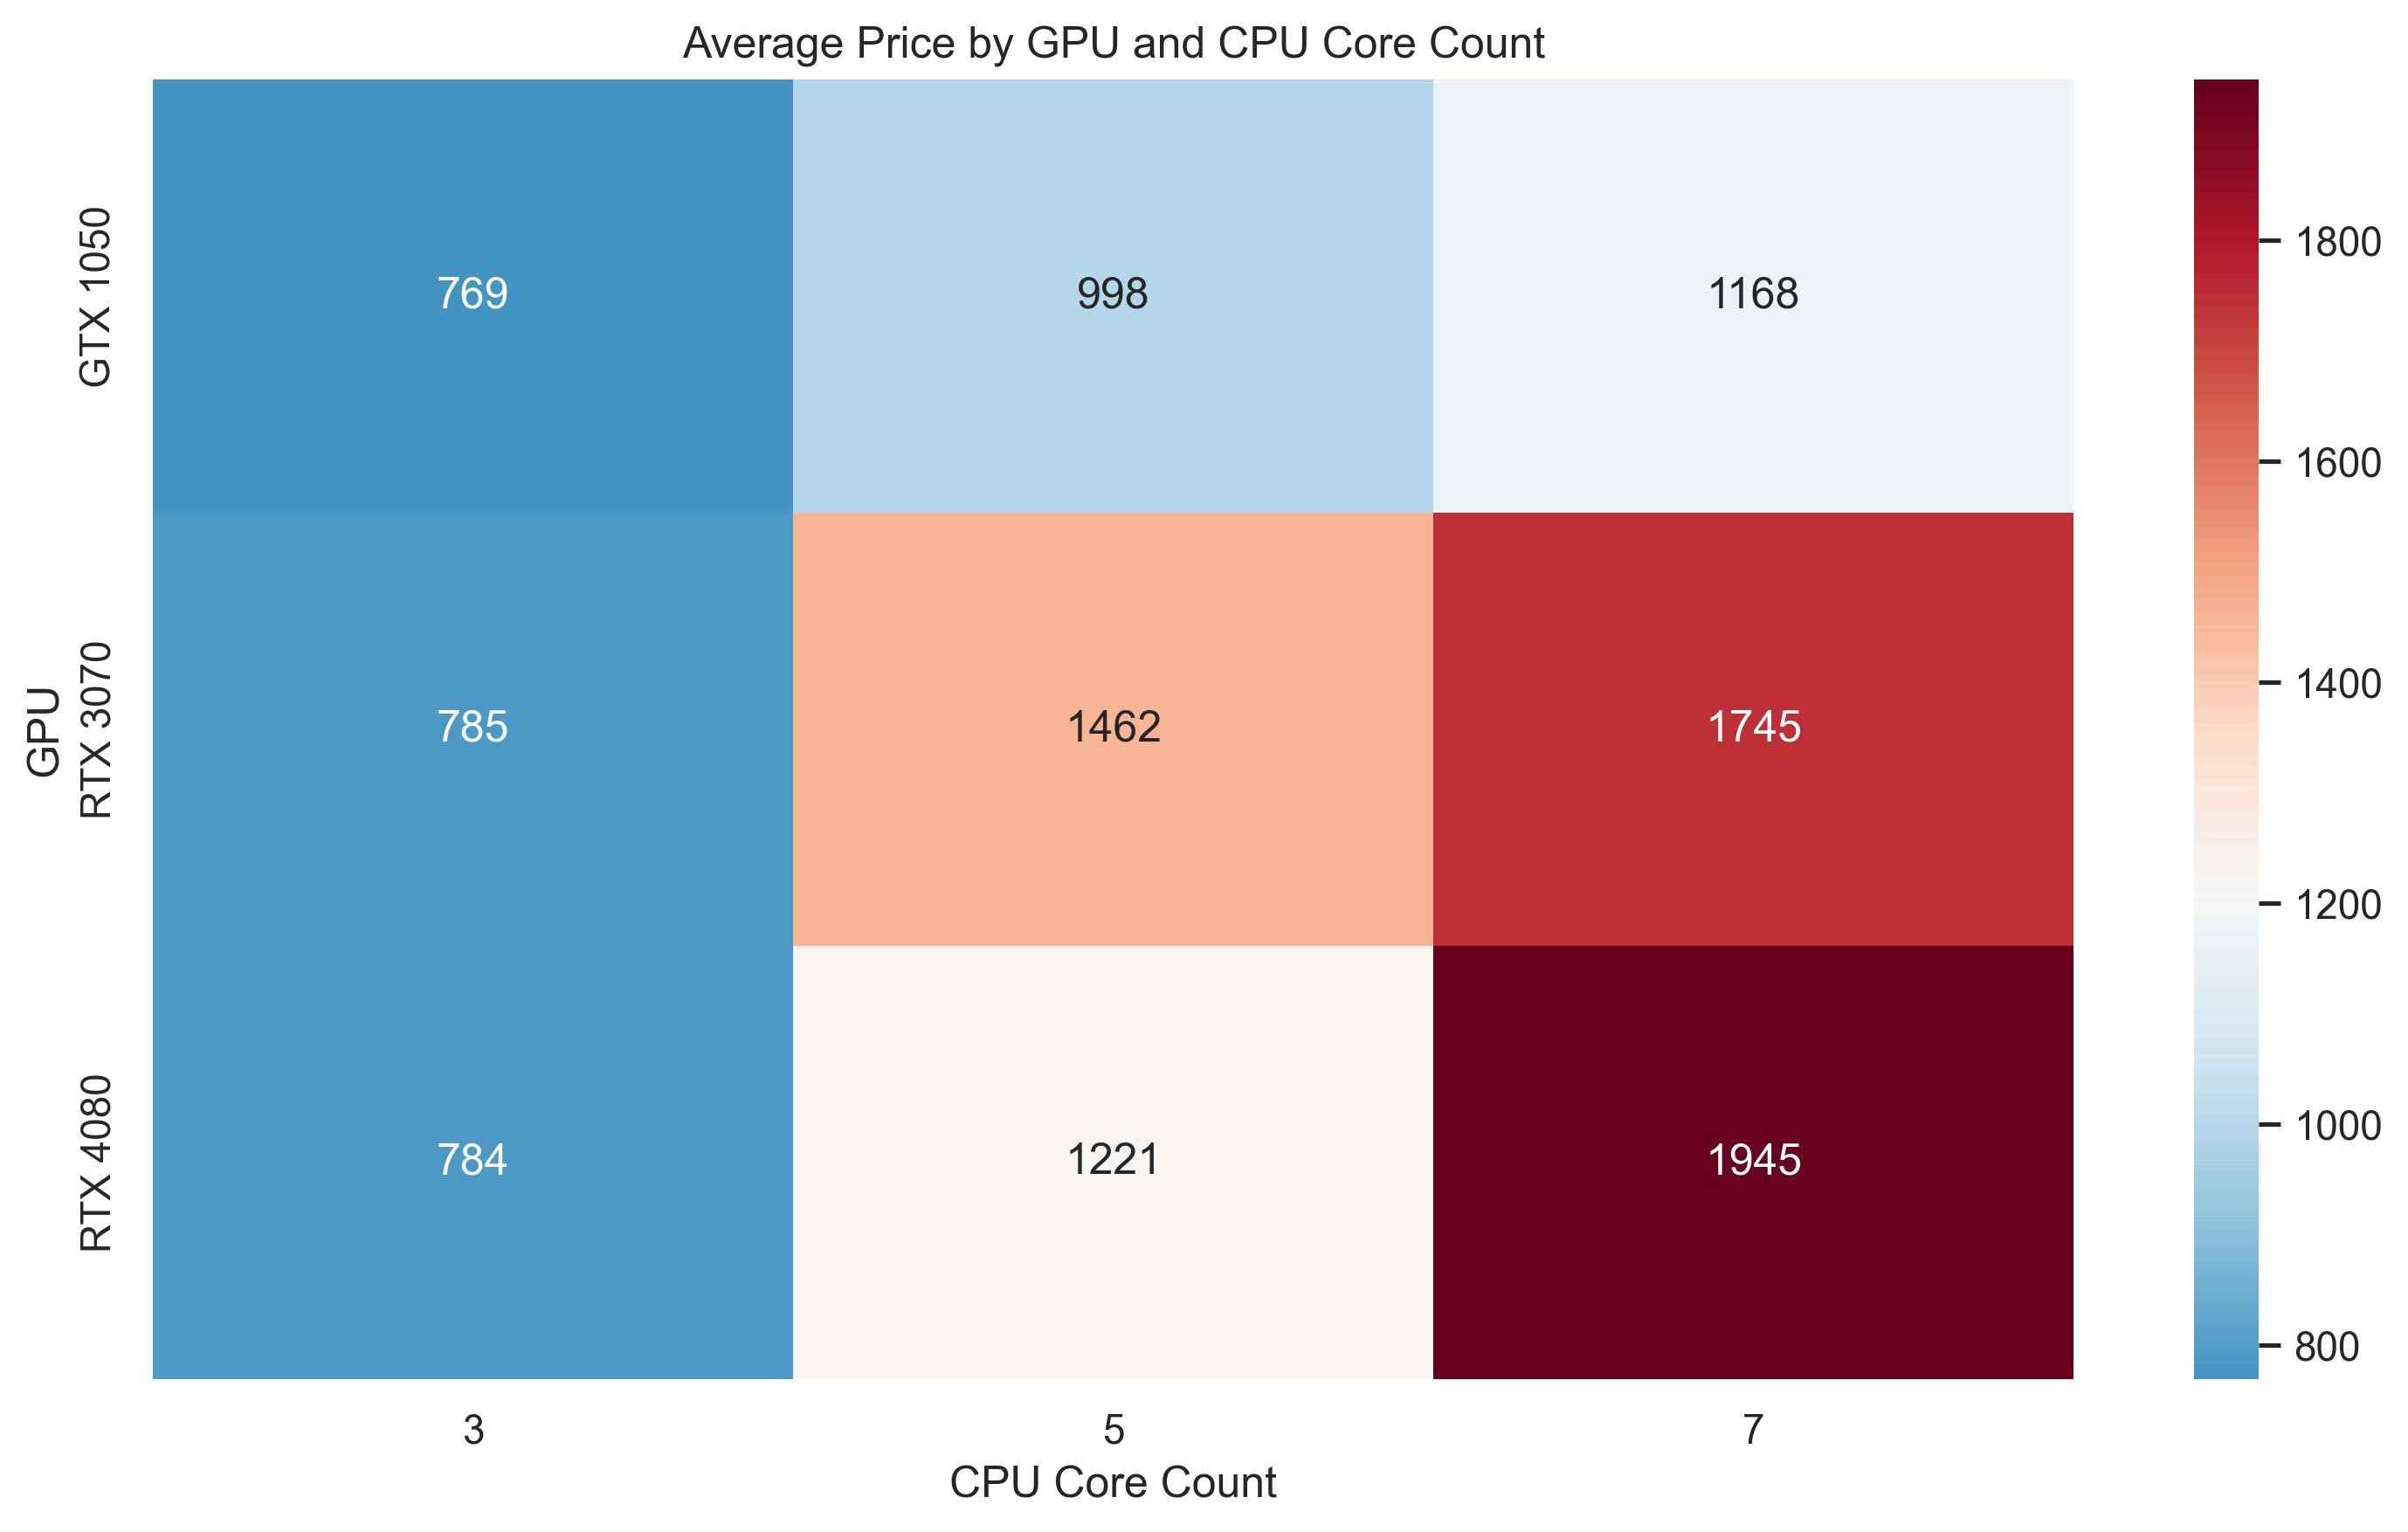 Average Price by GPU and CPU Core Count
GPU
GTX 1050
769 998 1168
RTX 3070
785 1462 1745
RTX 4080
784 1221 1945
3 5 7
CPU Core Count
1800
1600
1400
1200
1000
800